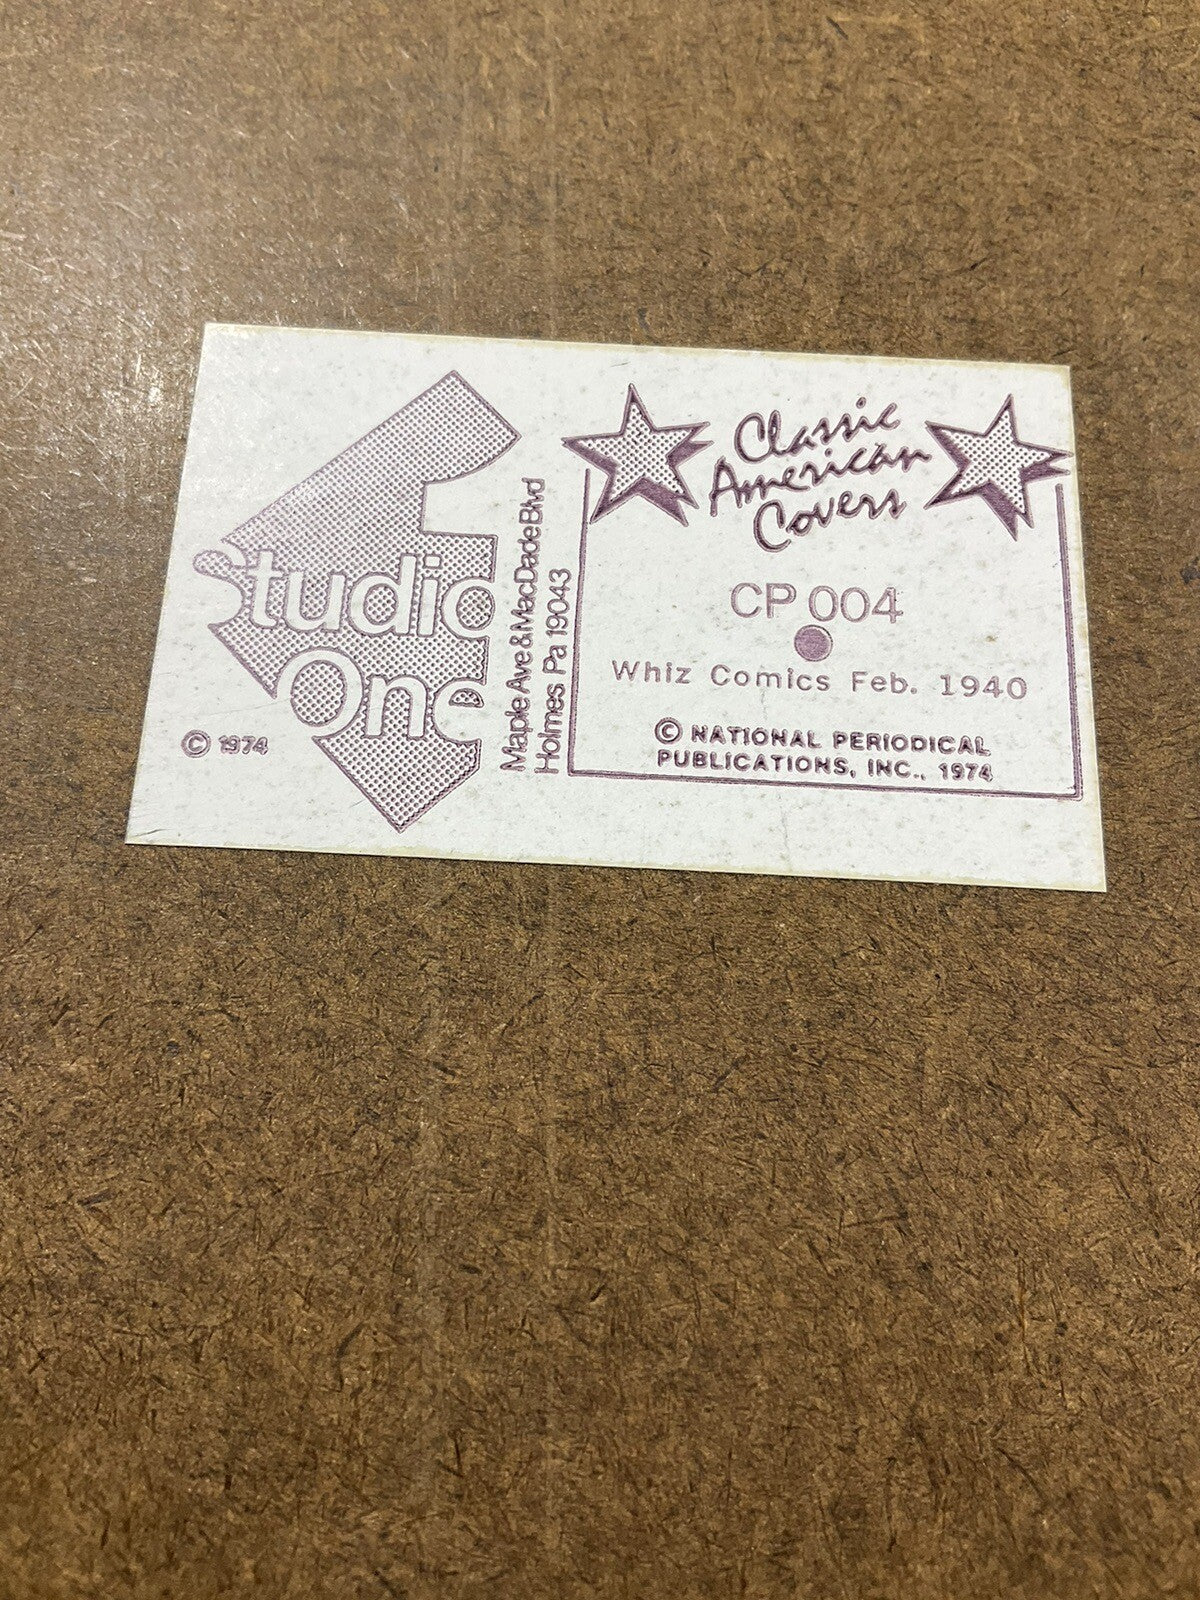 Studio
One
© 1974
Maple Ave & MacDade Blvd
Holmes Pa 19043
Classic
American
Covers
CP 004
Whiz Comics Feb. 1940
© NATIONAL PERIODICAL
PUBLICATIONS, INC., 1974